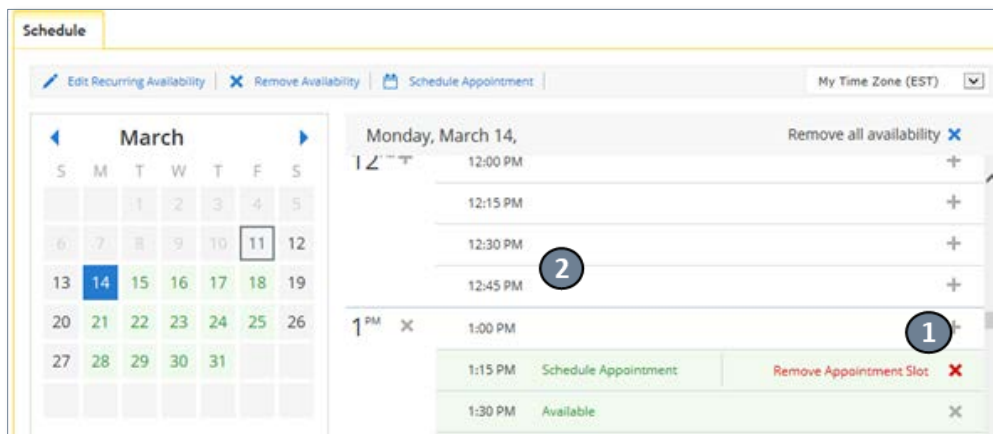 Schedule
Edit Recurring Availability Remove Availability Schedule Appointment My Time Zone (EST)
March
S M T W T F S
1 2 3 4 5
6 7 8 9 10 11 12
13 14 15 16 17 18 19
20 21 22 23 24 25 26
27 28 29 30 31
Monday, March 14, Remove all availability
12 12:00 PM
12:15 PM
12:30 PM
2
12:45 PM
1 PM 1:00 PM
1
1:15 PM Schedule Appointment Remove Appointment Slot
1:30 PM Available